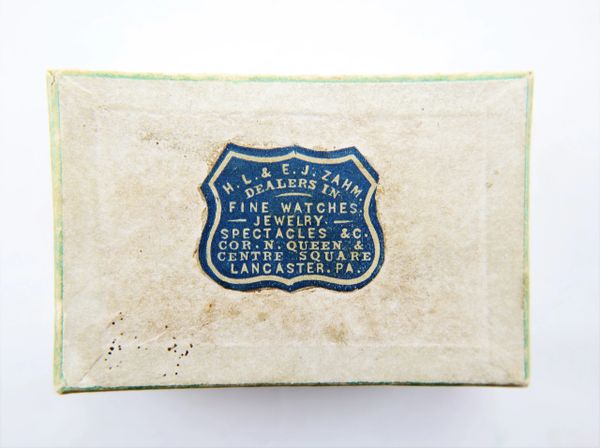 H. L. & E. J. ZAHM.
DEALERS IN
FINE WATCHES.
JEWELRY.
SPECTACLES &C.
COR. N. QUEEN. &
CENTRE SQUARE
LANCASTER. PA.